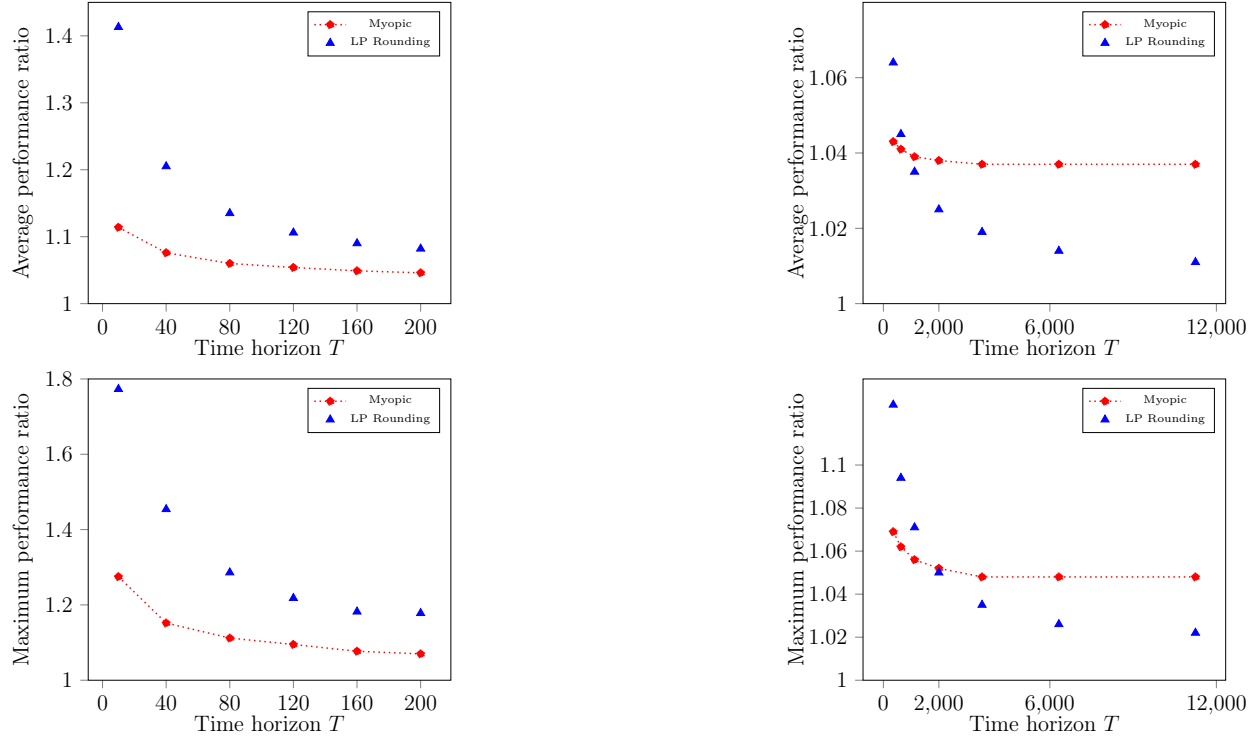 Average performance ratio
1.4
1.3
1.2
1.1
1
0
40
80
120
160
200
Time horizon T
Myopic
LP Rounding
Average performance ratio
1.06
1.04
1.02
1
0
2,000
6,000
12,000
Time horizon T
Myopic
LP Rounding
Maximum performance ratio
1.8
1.6
1.4
1.2
1
0
40
80
120
160
200
Time horizon T
Myopic
LP Rounding
Maximum performance ratio
1.1
1.08
1.06
1.04
1.02
1
0
2,000
6,000
12,000
Time horizon T
Myopic
LP Rounding